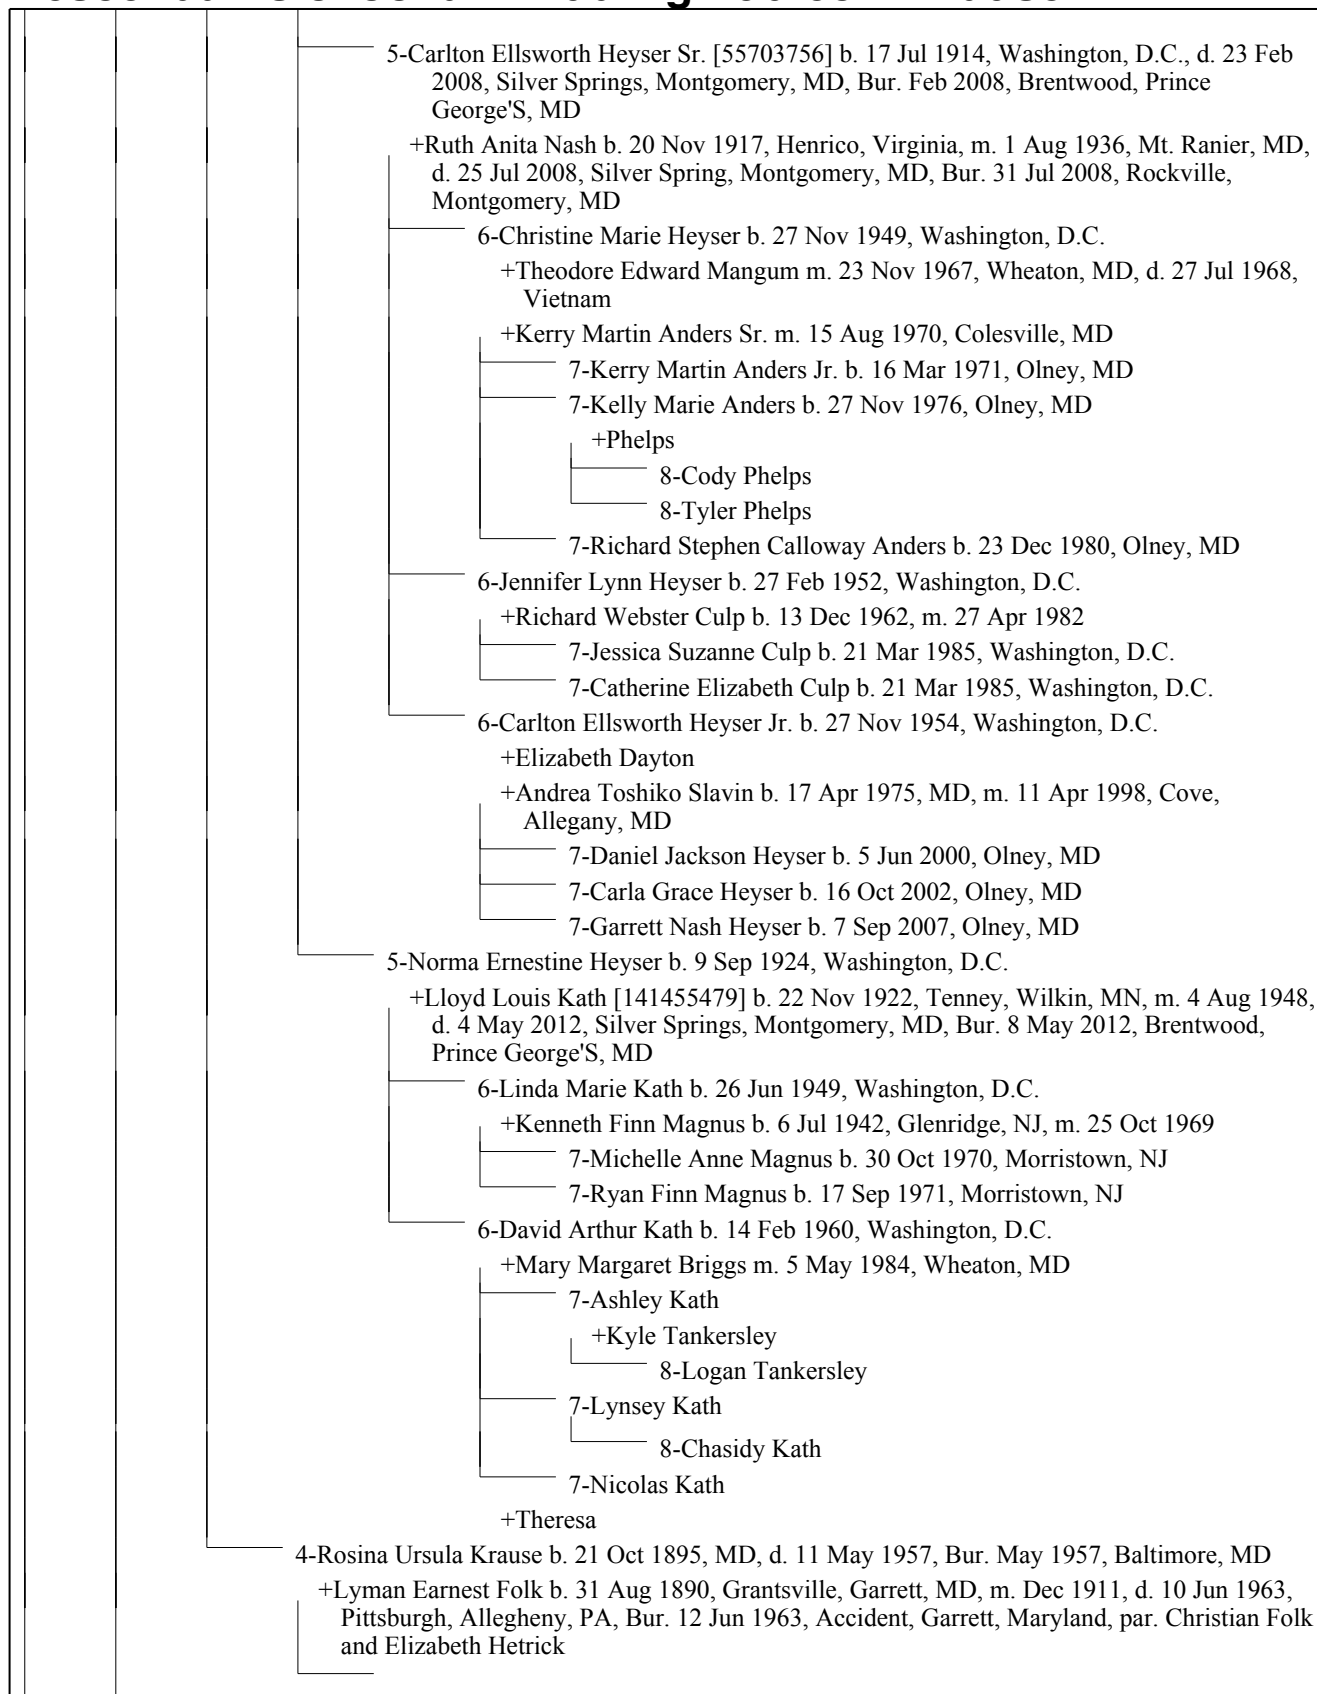 5-Carlton Ellsworth Heyser Sr. [55703756] b. 17 Jul 1914, Washington, D.C., d. 23 Feb
2008, Silver Springs, Montgomery, MD, Bur. Feb 2008, Brentwood, Prince
George'S, MD
+Ruth Anita Nash b. 20 Nov 1917, Henrico, Virginia, m. 1 Aug 1936, Mt. Ranier, MD,
d. 25 Jul 2008, Silver Spring, Montgomery, MD, Bur. 31 Jul 2008, Rockville,
Montgomery, MD
6-Christine Marie Heyser b. 27 Nov 1949, Washington, D.C.
+Theodore Edward Mangum m. 23 Nov 1967, Wheaton, MD, d. 27 Jul 1968,
Vietnam
+Kerry Martin Anders Sr. m. 15 Aug 1970, Colesville, MD
7-Kerry Martin Anders Jr. b. 16 Mar 1971, Olney, MD
7-Kelly Marie Anders b. 27 Nov 1976, Olney, MD
+Phelps
8-Cody Phelps
8-Tyler Phelps
7-Richard Stephen Calloway Anders b. 23 Dec 1980, Olney, MD
6-Jennifer Lynn Heyser b. 27 Feb 1952, Washington, D.C.
+Richard Webster Culp b. 13 Dec 1962, m. 27 Apr 1982
7-Jessica Suzanne Culp b. 21 Mar 1985, Washington, D.C.
7-Catherine Elizabeth Culp b. 21 Mar 1985, Washington, D.C.
6-Carlton Ellsworth Heyser Jr. b. 27 Nov 1954, Washington, D.C.
+Elizabeth Dayton
+Andrea Toshiko Slavin b. 17 Apr 1975, MD, m. 11 Apr 1998, Cove,
Allegany, MD
7-Daniel Jackson Heyser b. 5 Jun 2000, Olney, MD
7-Carla Grace Heyser b. 16 Oct 2002, Olney, MD
7-Garrett Nash Heyser b. 7 Sep 2007, Olney, MD
5-Norma Ernestine Heyser b. 9 Sep 1924, Washington, D.C.
+Lloyd Louis Kath [141455479] b. 22 Nov 1922, Tenney, Wilkin, MN, m. 4 Aug 1948,
d. 4 May 2012, Silver Springs, Montgomery, MD, Bur. 8 May 2012, Brentwood,
Prince George'S, MD
6-Linda Marie Kath b. 26 Jun 1949, Washington, D.C.
+Kenneth Finn Magnus b. 6 Jul 1942, Glenridge, NJ, m. 25 Oct 1969
7-Michelle Anne Magnus b. 30 Oct 1970, Morristown, NJ
7-Ryan Finn Magnus b. 17 Sep 1971, Morristown, NJ
6-David Arthur Kath b. 14 Feb 1960, Washington, D.C.
+Mary Margaret Briggs m. 5 May 1984, Wheaton, MD
7-Ashley Kath
+Kyle Tankersley
8-Logan Tankersley
7-Lynsey Kath
8-Chasidy Kath
7-Nicolas Kath
+Theresa
4-Rosina Ursula Krause b. 21 Oct 1895, MD, d. 11 May 1957, Bur. May 1957, Baltimore, MD
+Lyman Earnest Folk b. 31 Aug 1890, Grantsville, Garrett, MD, m. Dec 1911, d. 10 Jun 1963,
Pittsburgh, Allegheny, PA, Bur. 12 Jun 1963, Accident, Garrett, Maryland, par. Christian Folk
and Elizabeth Hetrick